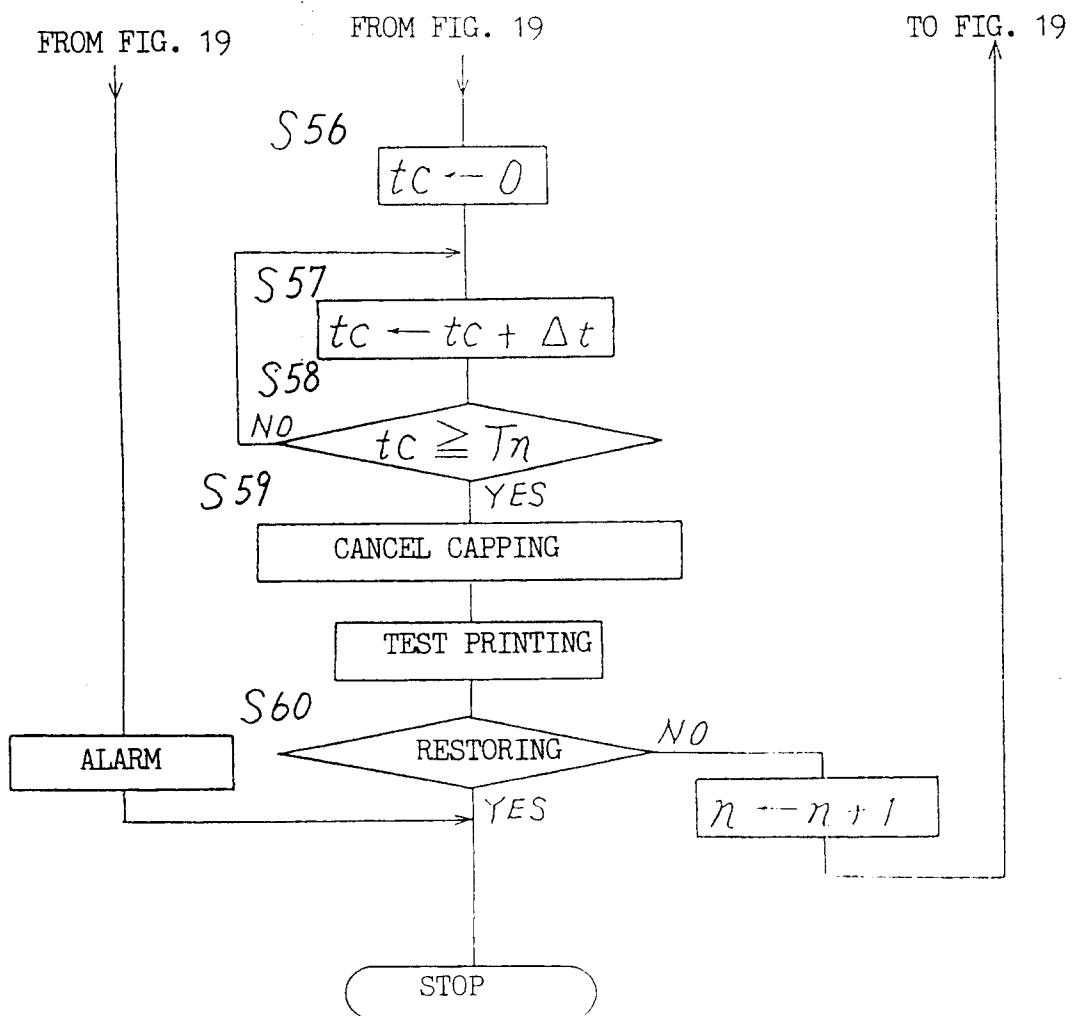 FROM FIG. 19
FROM FIG. 19
TO FIG. 19
S56
tc ← 0
S57
tc ← tc + Δt
S58
NO
tc ≧ Tn
YES
S59
CANCEL CAPPING
TEST PRINTING
S60
RESTORING
NO
ALARM
YES
n ← n + 1
STOP